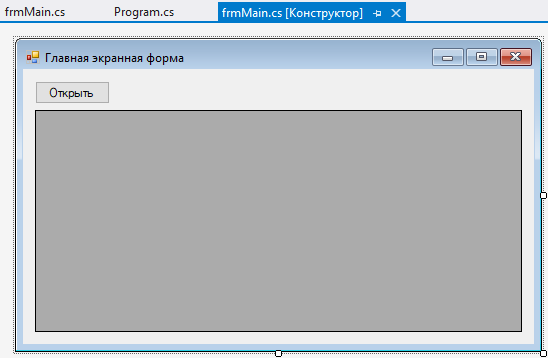 frmMain.cs Program.cs frmMain.cs [Конструктор]
Главная экранная форма
Открыть